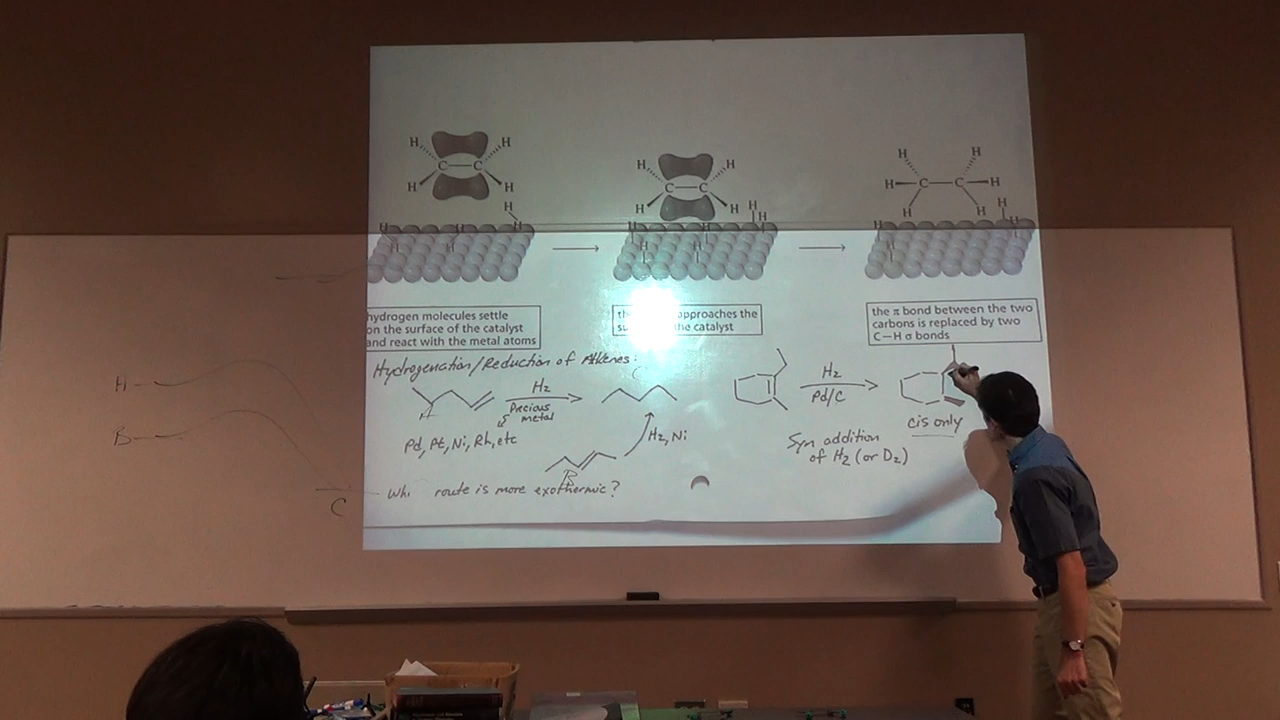 H H
C C
H H
H
H
H H
C C
H H
H
H
H H
H C C H
H H
H
H
hydrogen molecules settle
on the surface of the catalyst
and react with the metal atoms
approaches the
the catalyst
the π bond between the two
carbons is replaced by two
C—H σ bonds
Hydrogenation/Reduction of Alkenes:
H₂
Precious
metal
Pd, Pt, Ni, Rh, etc
H₂, Ni
route is more exothermic?
H₂
Pd/C
cis only
Syn addition
of H₂ (or D₂)
A
B
C
H
B
C